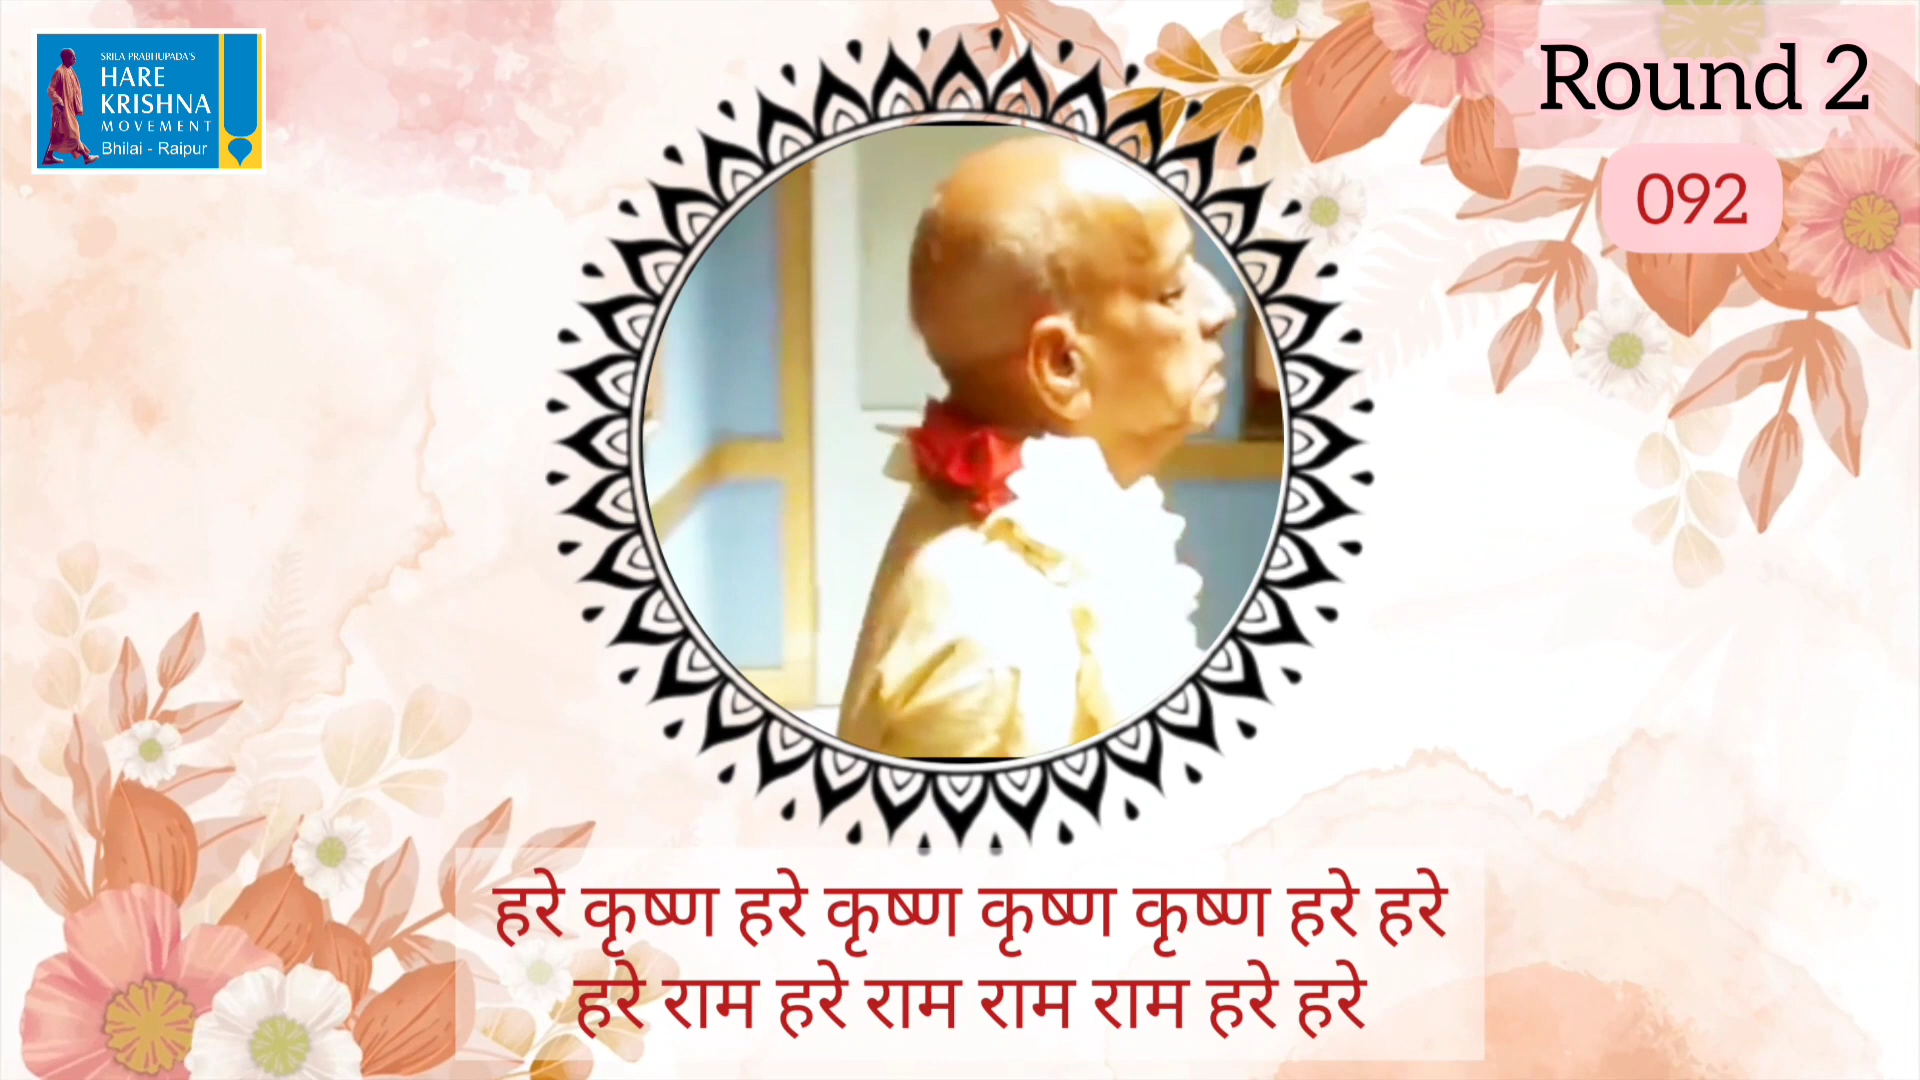 SRILA PRABHUPADA'S
HARE
KRISHNA
MOVEMENT
Bhilai - Raipur
Round 2
092
हरे कृष्ण हरे कृष्ण कृष्ण कृष्ण हरे हरे
हरे राम हरे राम राम राम हरे हरे